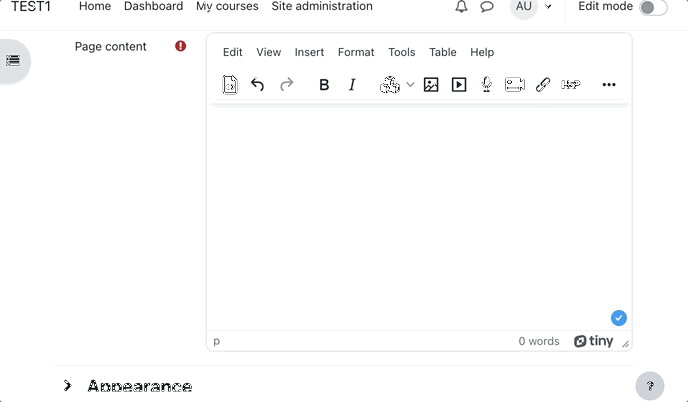 TEST1 Home Dashboard My courses Site administration AU Edit mode
Page content
Edit View Insert Format Tools Table Help
B I H5P
p 0 words tiny
Appearance ?